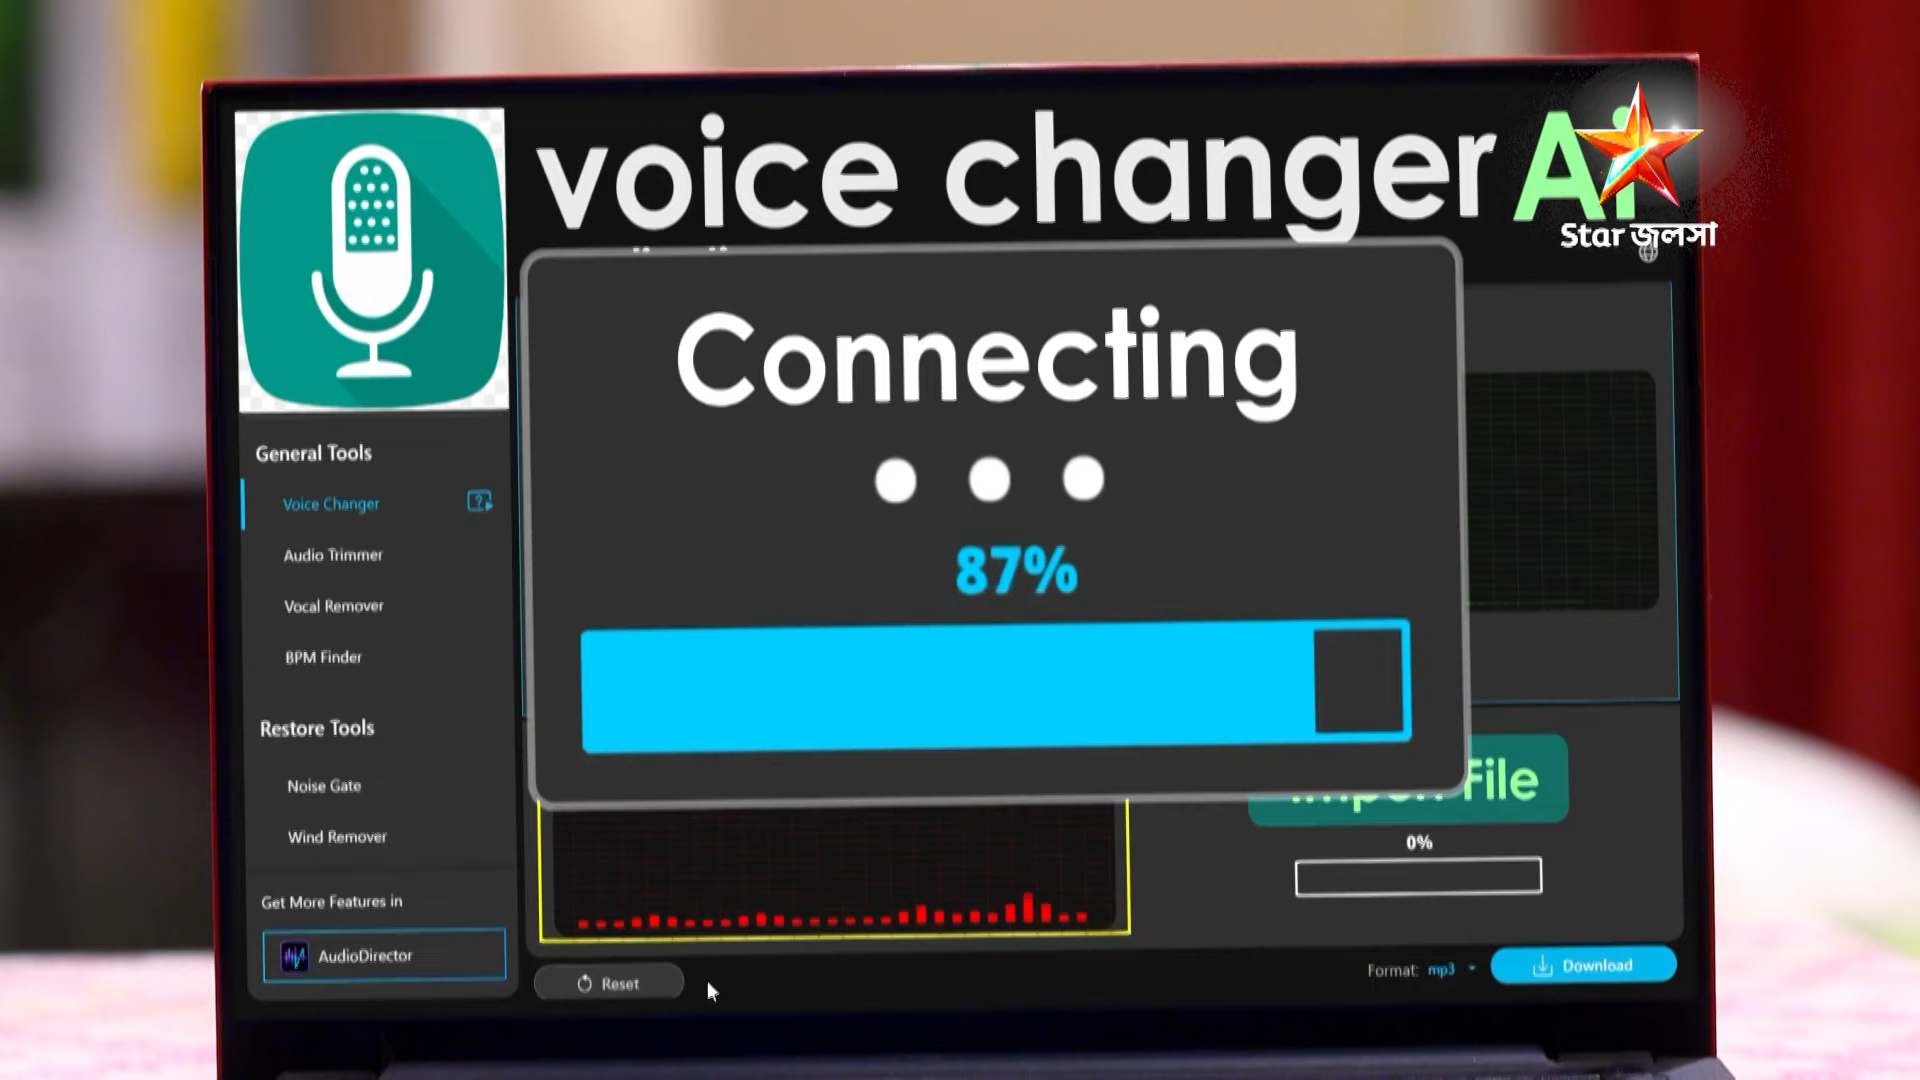 voice changer Ai
Star জলসা
Connecting
87%
General Tools
Voice Changer
Audio Trimmer
Vocal Remover
BPM Finder
Restore Tools
Noise Gate
Wind Remover
Get More Features in
AudioDirector
File
0%
Reset
Format: mp3
Download